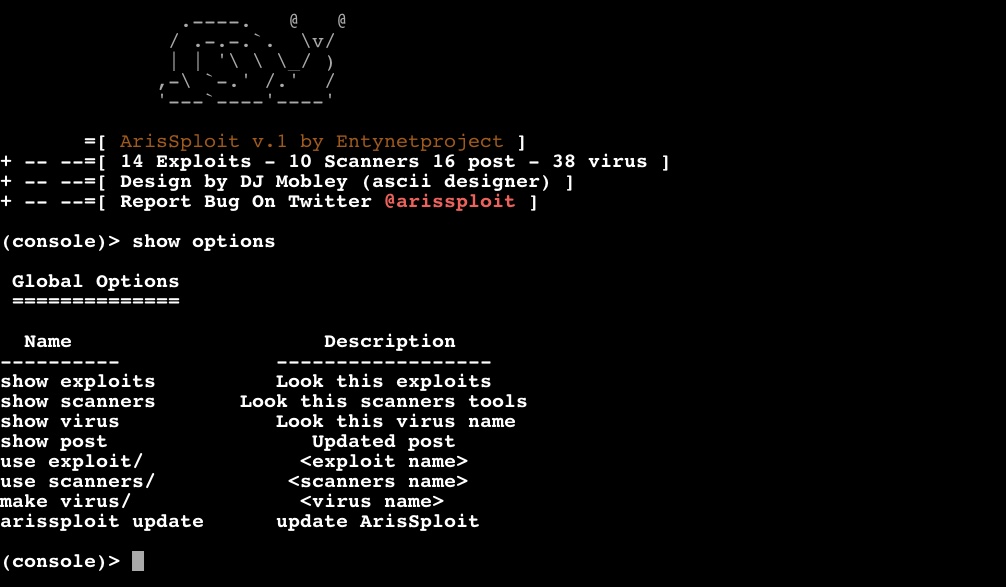 =[ ArisSploit v.1 by Entynetproject ]
+ -- --=[ 14 Exploits - 10 Scanners 16 post - 38 virus ]
+ -- --=[ Design by DJ Mobley (ascii designer) ]
+ -- --=[ Report Bug On Twitter @arissploit ]
(console)> show options
Global Options
==============
Name Description
---------- ------------------
show exploits Look this exploits
show scanners Look this scanners tools
show virus Look this virus name
show post Updated post
use exploit/ <exploit name>
use scanners/ <scanners name>
make virus/ <virus name>
arissploit update update ArisSploit
(console)>